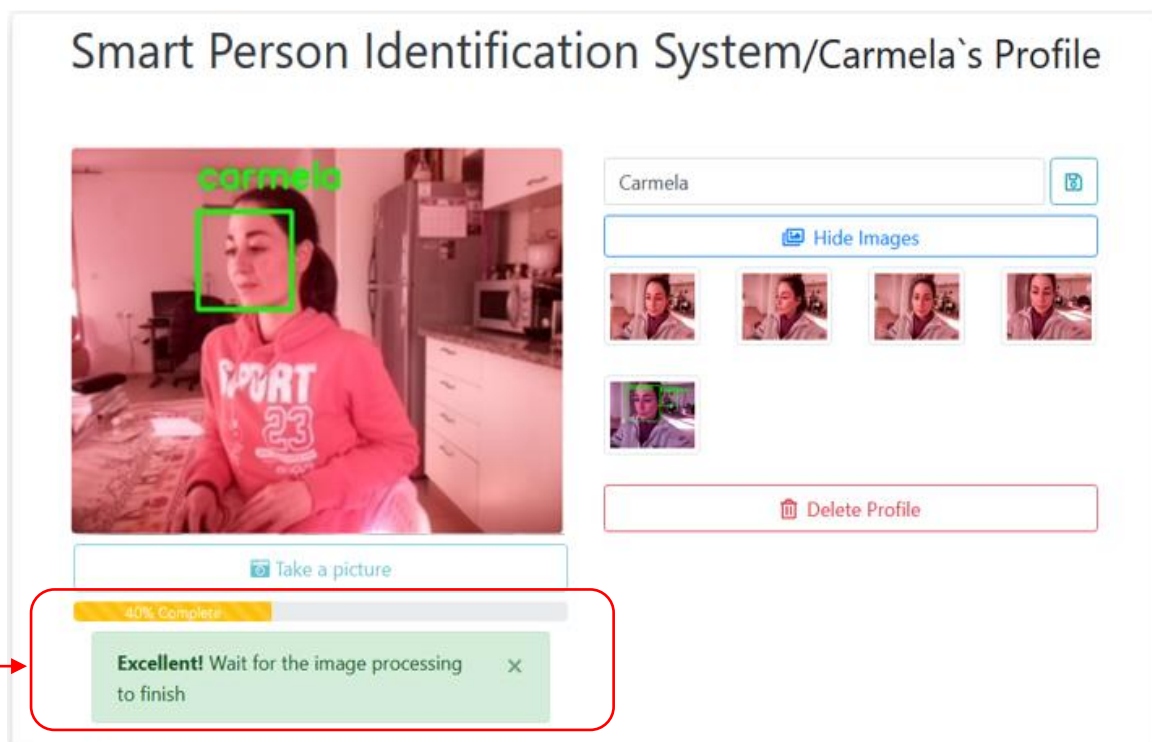 Smart Person Identification System/Carmela`s Profile
carmela
SPORT
23
Take a picture
40% Complete
Excellent! Wait for the image processing
to finish
Carmela
Hide Images
Delete Profile